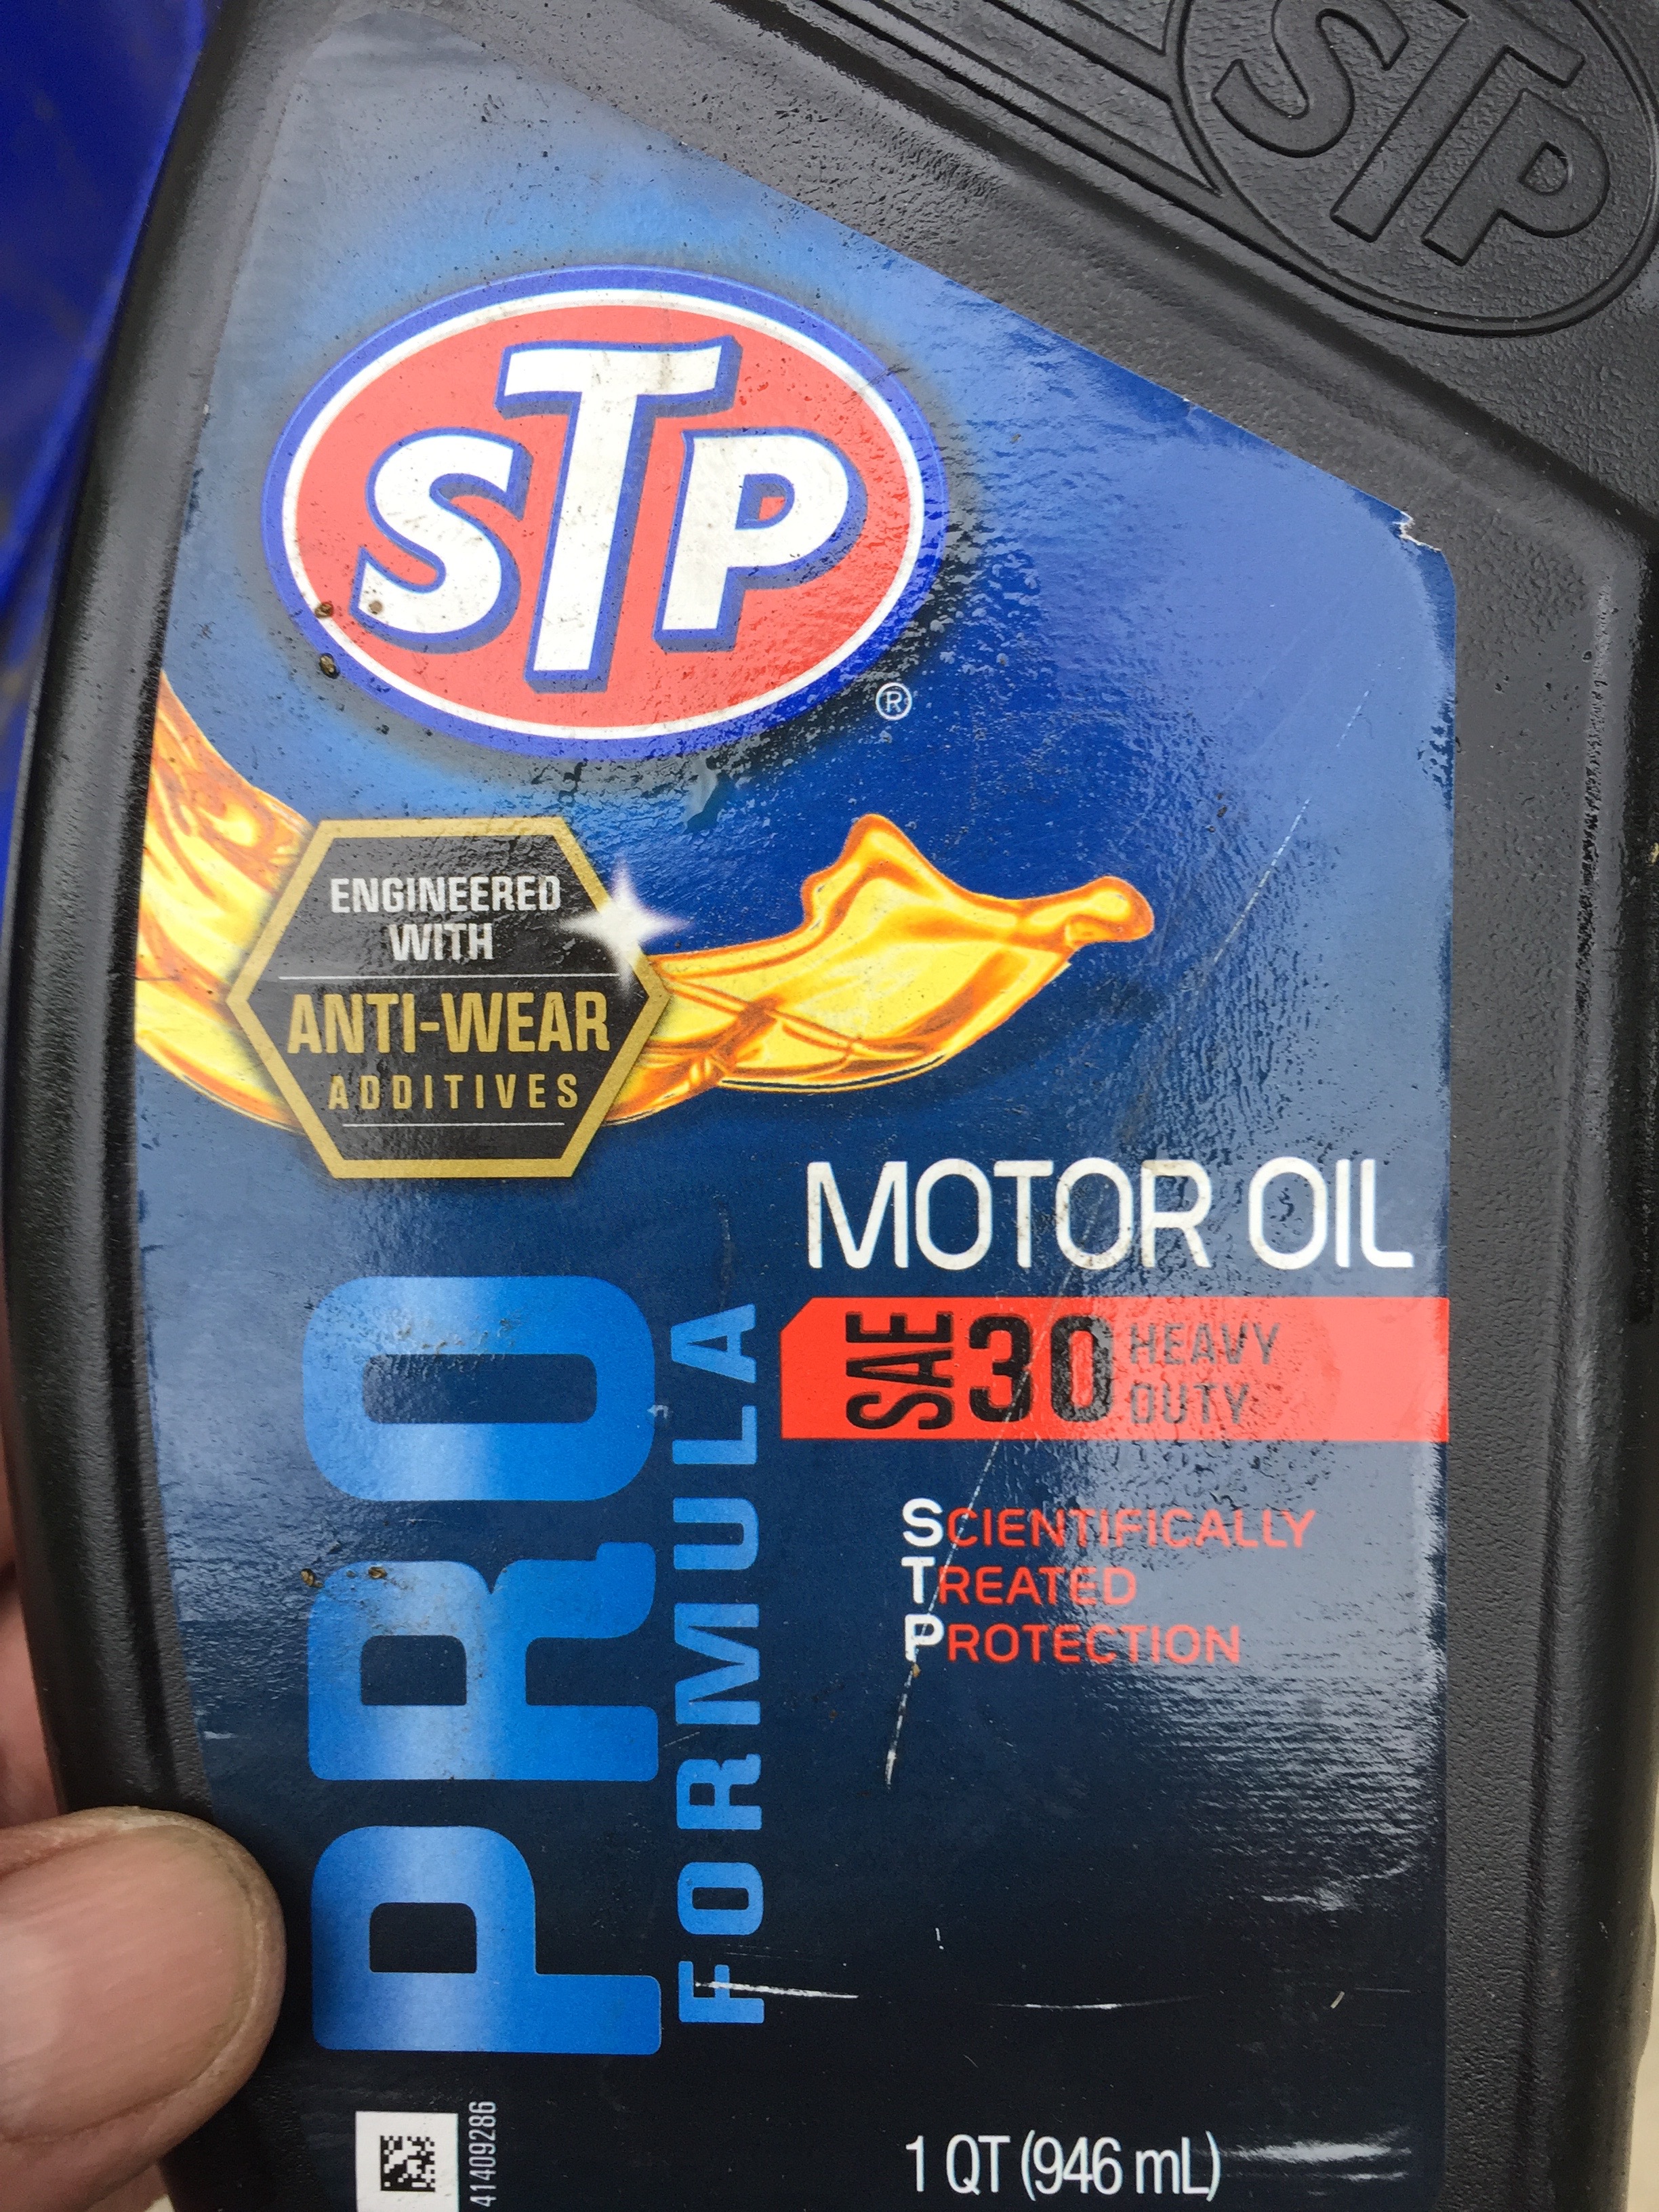 STP
STP
®
ENGINEERED
WITH
ANTI-WEAR
ADDITIVES
MOTOR OIL
SAE 30 HEAVY
DUTY
PRO
FORMULA
SCIENTIFICALLY
TREATED
PROTECTION
41409286
1 QT (946 mL)